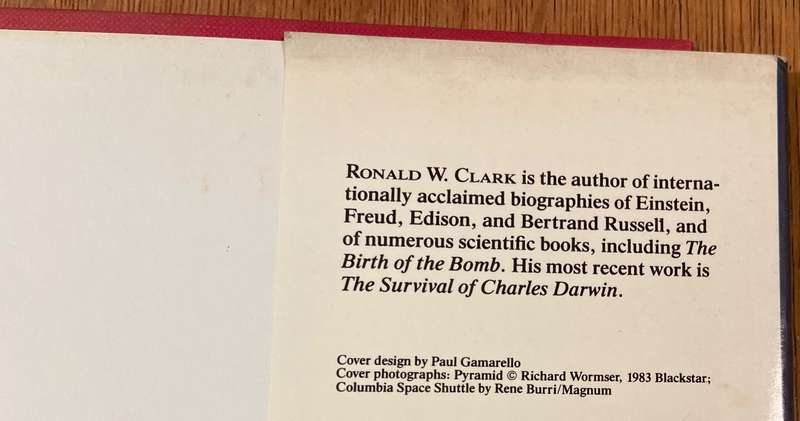 RONALD W. CLARK is the author of interna-
tionally acclaimed biographies of Einstein,
Freud, Edison, and Bertrand Russell, and
of numerous scientific books, including The
Birth of the Bomb. His most recent work is
The Survival of Charles Darwin.
Cover design by Paul Gamarello
Cover photographs: Pyramid © Richard Wormser, 1983 Blackstar;
Columbia Space Shuttle by Rene Burri/Magnum